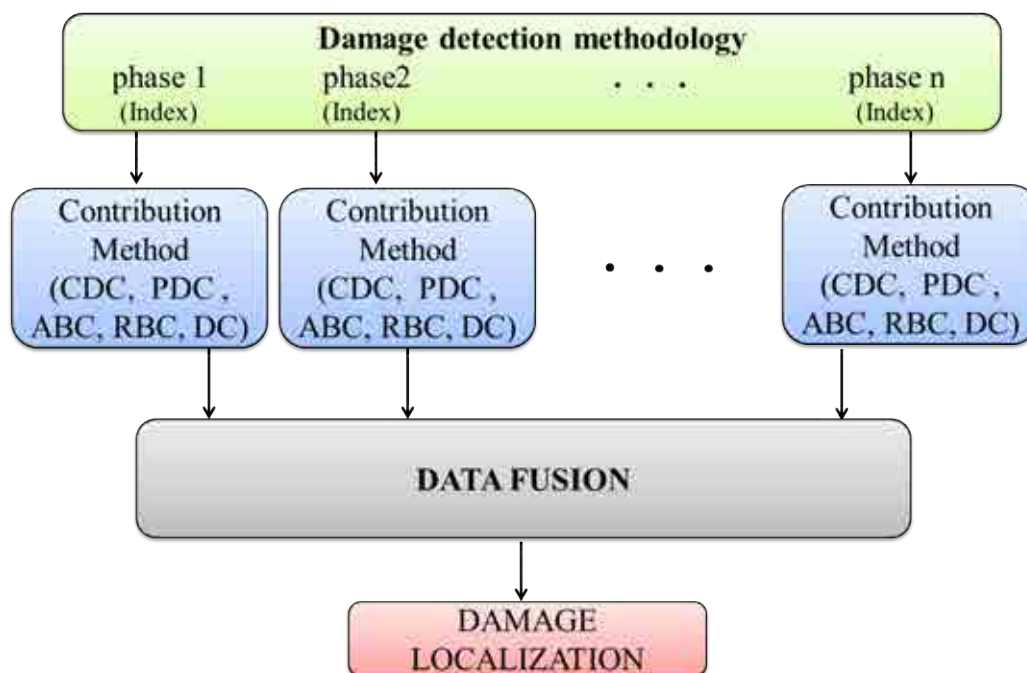 Damage detection methodology
phase 1 phase2 . . . phase n
(Index) (Index) (Index)
Contribution
Method
(CDC, PDC ,
ABC, RBC, DC)
Contribution
Method
(CDC, PDC ,
ABC, RBC, DC)
. . .
Contribution
Method
(CDC, PDC ,
ABC, RBC, DC)
DATA FUSION
DAMAGE
LOCALIZATION